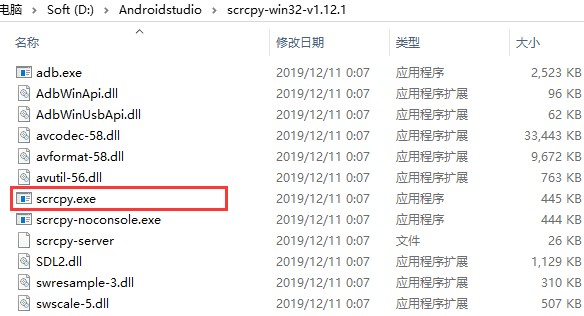 电脑 > Soft (D:) > Androidstudio > scrcpy-win32-v1.12.1
名称 修改日期 类型 大小
adb.exe 2019/12/11 0:07 应用程序 2,523 KB
AdbWinApi.dll 2019/12/11 0:07 应用程序扩展 96 KB
AdbWinUsbApi.dll 2019/12/11 0:07 应用程序扩展 62 KB
avcodec-58.dll 2019/12/11 0:07 应用程序扩展 33,443 KB
avformat-58.dll 2019/12/11 0:07 应用程序扩展 9,672 KB
avutil-56.dll 2019/12/11 0:07 应用程序扩展 763 KB
scrcpy.exe 2019/12/11 0:07 应用程序 445 KB
scrcpy-noconsole.exe 2019/12/11 0:07 应用程序 444 KB
scrcpy-server 2019/12/11 0:07 文件 26 KB
SDL2.dll 2019/12/11 0:07 应用程序扩展 1,129 KB
swresample-3.dll 2019/12/11 0:07 应用程序扩展 310 KB
swscale-5.dll 2019/12/11 0:07 应用程序扩展 507 KB